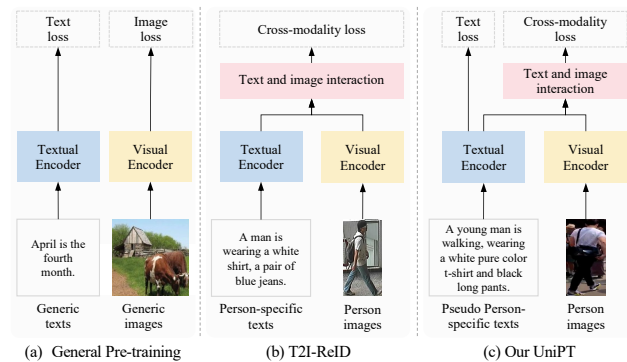 Text
loss
Image
loss
Textual
Encoder
Visual
Encoder
April is the
fourth
month.
Generic
texts
Generic
images
(a) General Pre-training
Cross-modality loss
Text and image interaction
Textual
Encoder
Visual
Encoder
A man is
wearing a white
shirt, a pair of
blue jeans.
Person-specific
texts
Person
images
(b) T2I-ReID
Text
loss
Cross-modality
loss
Text and image
interaction
Textual
Encoder
Visual
Encoder
A young man is
walking, wearing
a white pure color
t-shirt and black
long pants.
Pseudo Person-
specific texts
Person
images
(c) Our UniPT